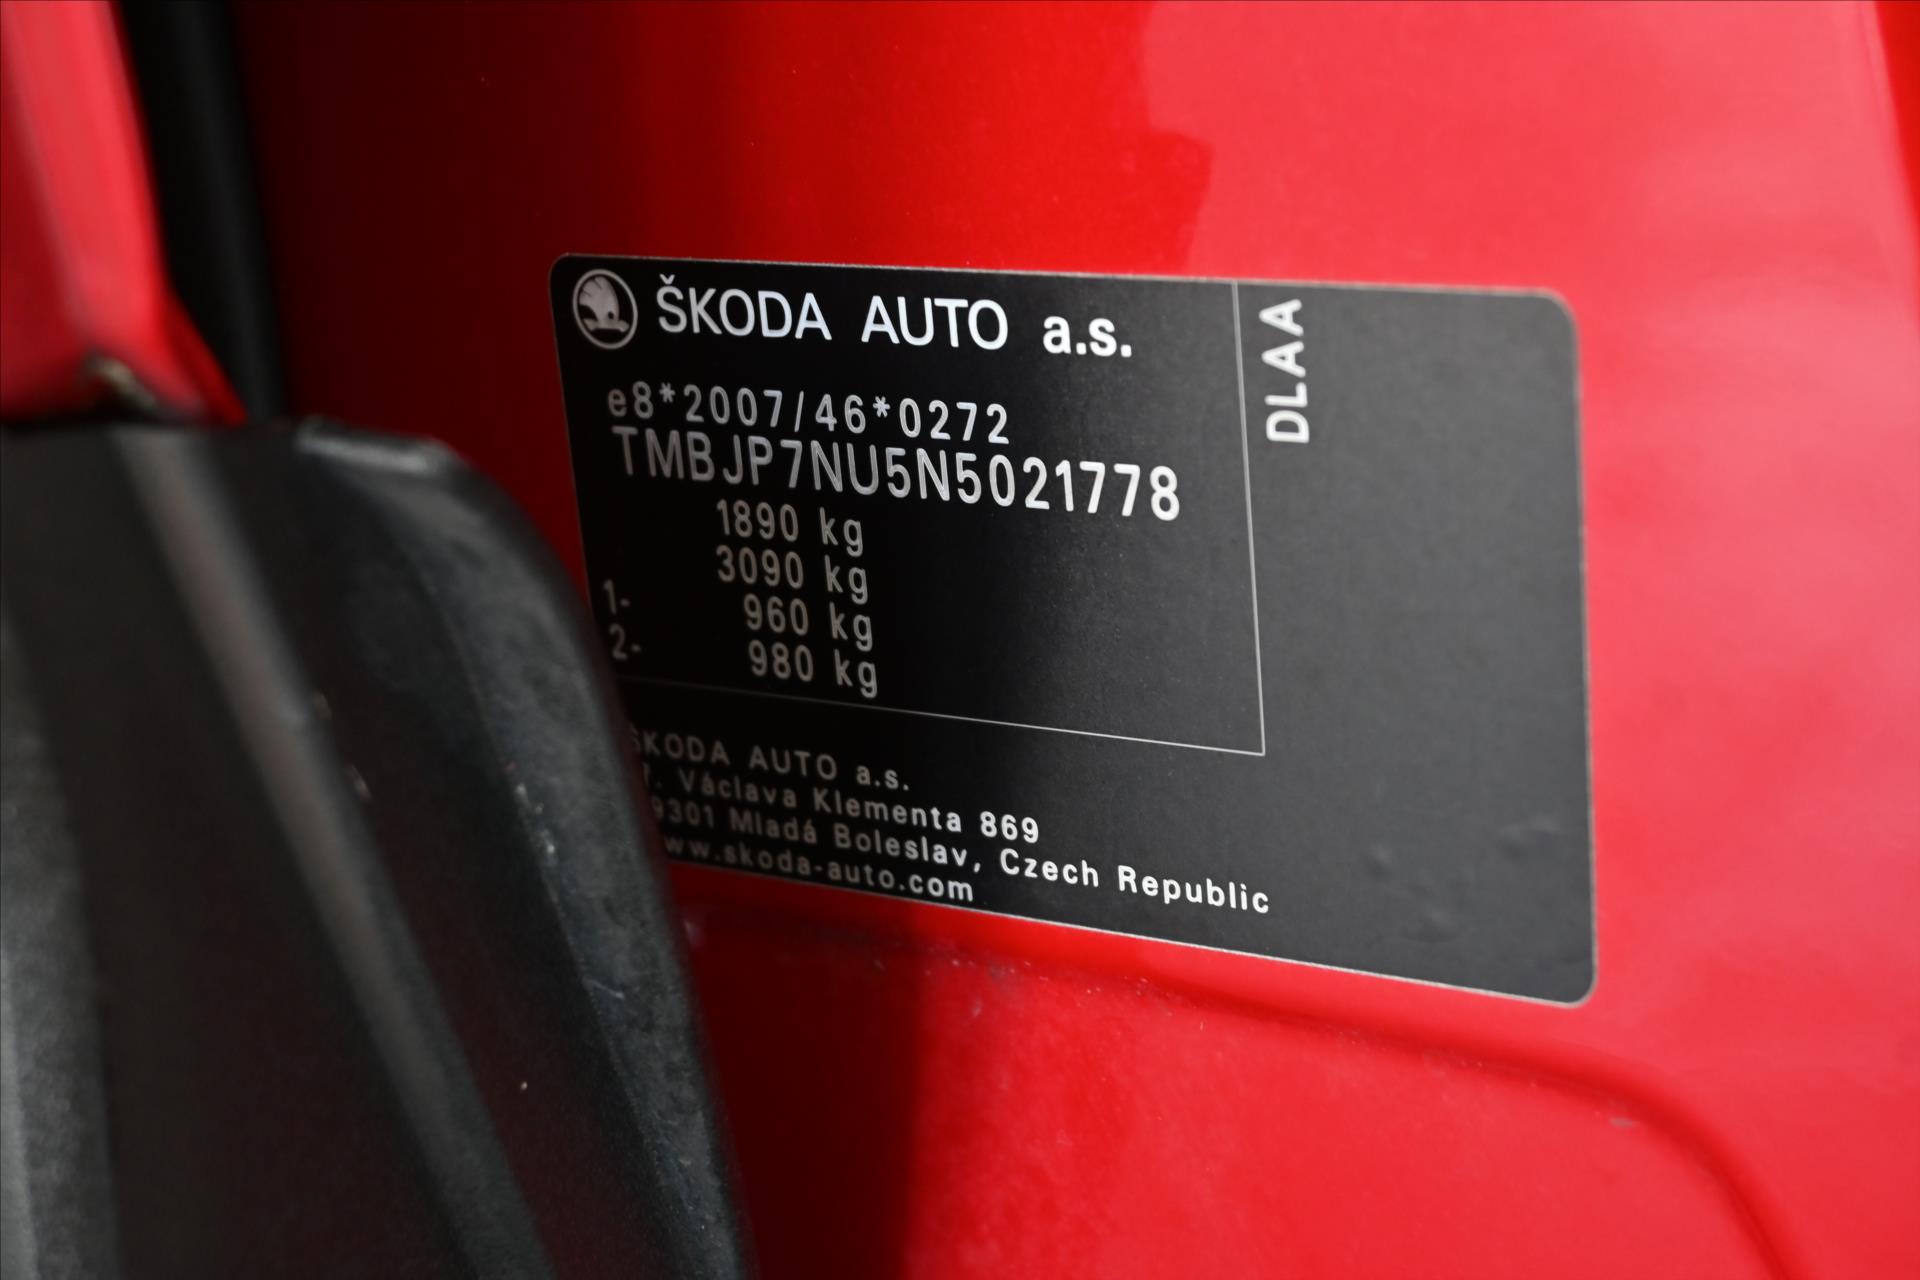 ŠKODA AUTO a.s.
DLAA
e8*2007/46*0272
TMBJP7NU5N5021778
1890 kg
3090 kg
1- 960 kg
2- 980 kg
ŠKODA AUTO a.s.
Václava Klementa 869
Mladá Boleslav, Czech Republic
www.skoda-auto.com